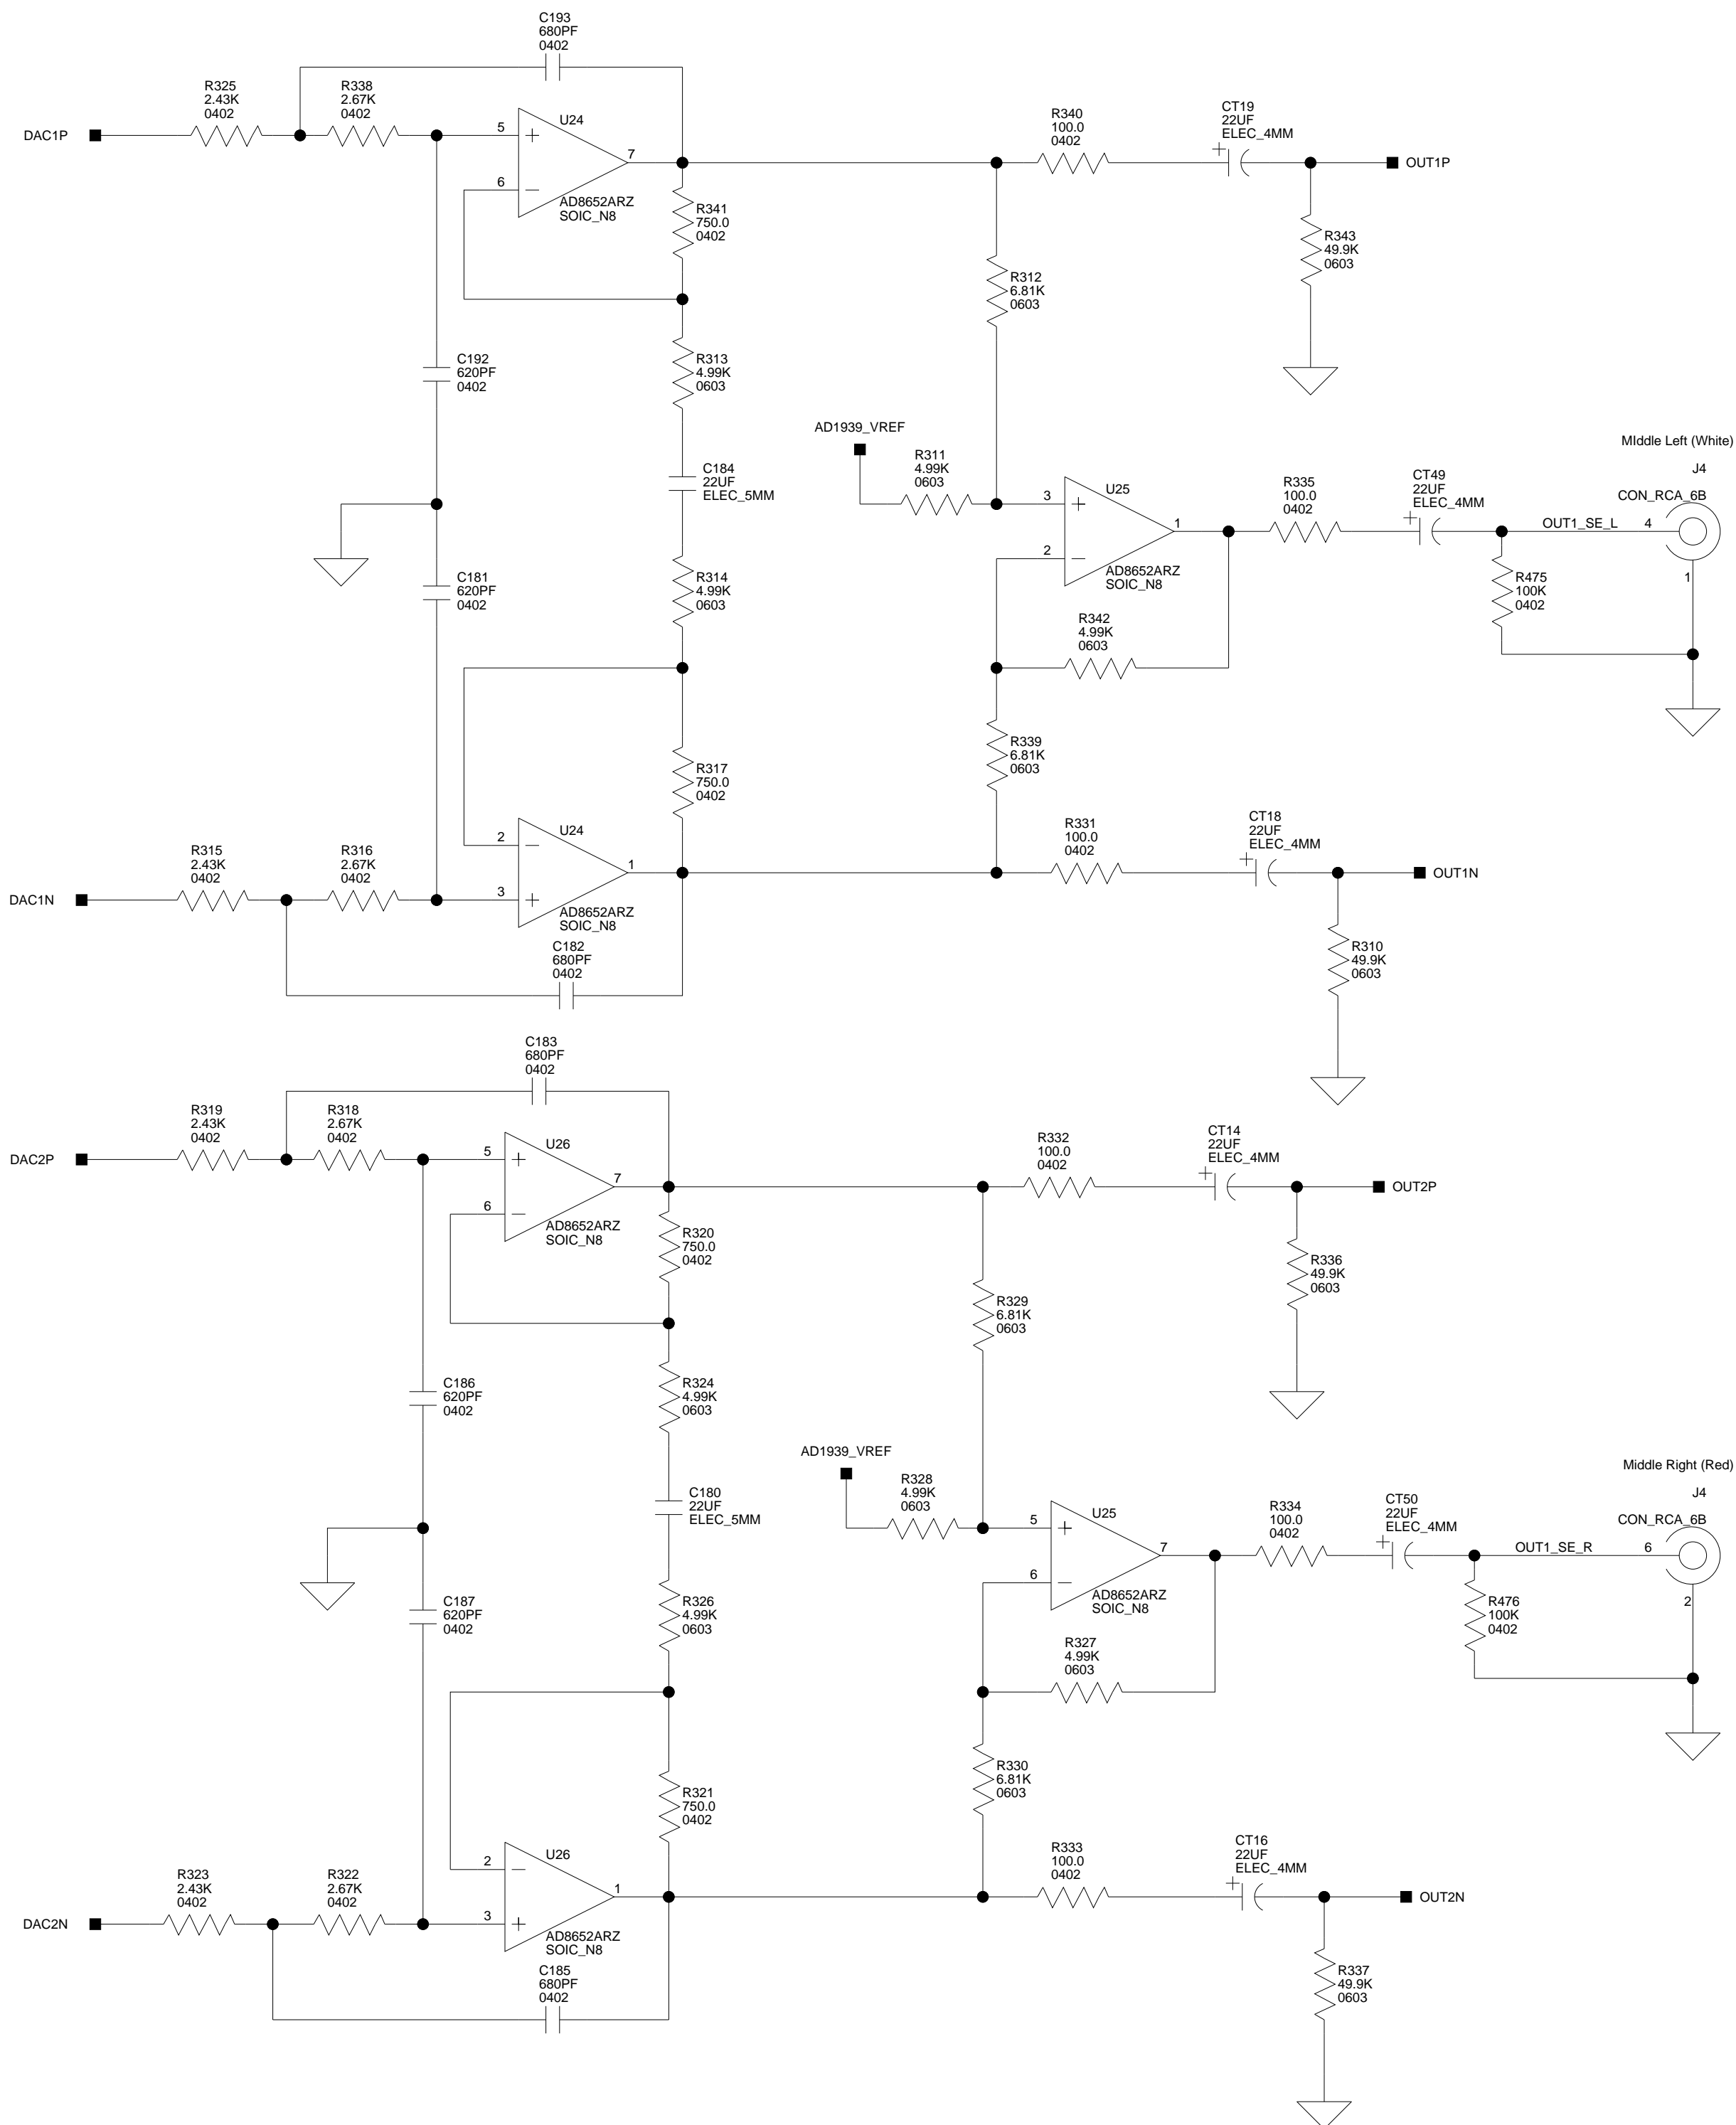 C193
680PF
0402
R325
2.43K
0402
R338
2.67K
0402
DAC1P
5
6
7
U24
AD8652ARZ
SOIC_N8
R340
100.0
0402
CT19
22UF
ELEC_4MM
OUT1P
R341
750.0
0402
R343
49.9K
0603
R312
6.81K
0603
C192
620PF
0402
R313
4.99K
0603
AD1939_VREF
R311
4.99K
0603
C184
22UF
ELEC_5MM
3
2
1
U25
AD8652ARZ
SOIC_N8
R335
100.0
0402
CT49
22UF
ELEC_4MM
MIddle Left (White)
J4
CON_RCA_6B
OUT1_SE_L
4
1
R475
100K
0402
C181
620PF
0402
R314
4.99K
0603
R342
4.99K
0603
R339
6.81K
0603
R317
750.0
0402
R315
2.43K
0402
R316
2.67K
0402
DAC1N
2
3
1
U24
AD8652ARZ
SOIC_N8
R331
100.0
0402
CT18
22UF
ELEC_4MM
OUT1N
C182
680PF
0402
R310
49.9K
0603
C183
680PF
0402
R319
2.43K
0402
R318
2.67K
0402
DAC2P
5
6
7
U26
AD8652ARZ
SOIC_N8
R332
100.0
0402
CT14
22UF
ELEC_4MM
OUT2P
R320
750.0
0402
R336
49.9K
0603
R329
6.81K
0603
C186
620PF
0402
R324
4.99K
0603
AD1939_VREF
R328
4.99K
0603
C180
22UF
ELEC_5MM
5
6
7
U25
AD8652ARZ
SOIC_N8
R334
100.0
0402
CT50
22UF
ELEC_4MM
Middle Right (Red)
J4
CON_RCA_6B
OUT1_SE_R
6
2
R476
100K
0402
C187
620PF
0402
R326
4.99K
0603
R327
4.99K
0603
R330
6.81K
0603
R321
750.0
0402
R323
2.43K
0402
R322
2.67K
0402
DAC2N
2
3
1
U26
AD8652ARZ
SOIC_N8
R333
100.0
0402
CT16
22UF
ELEC_4MM
OUT2N
C185
680PF
0402
R337
49.9K
0603